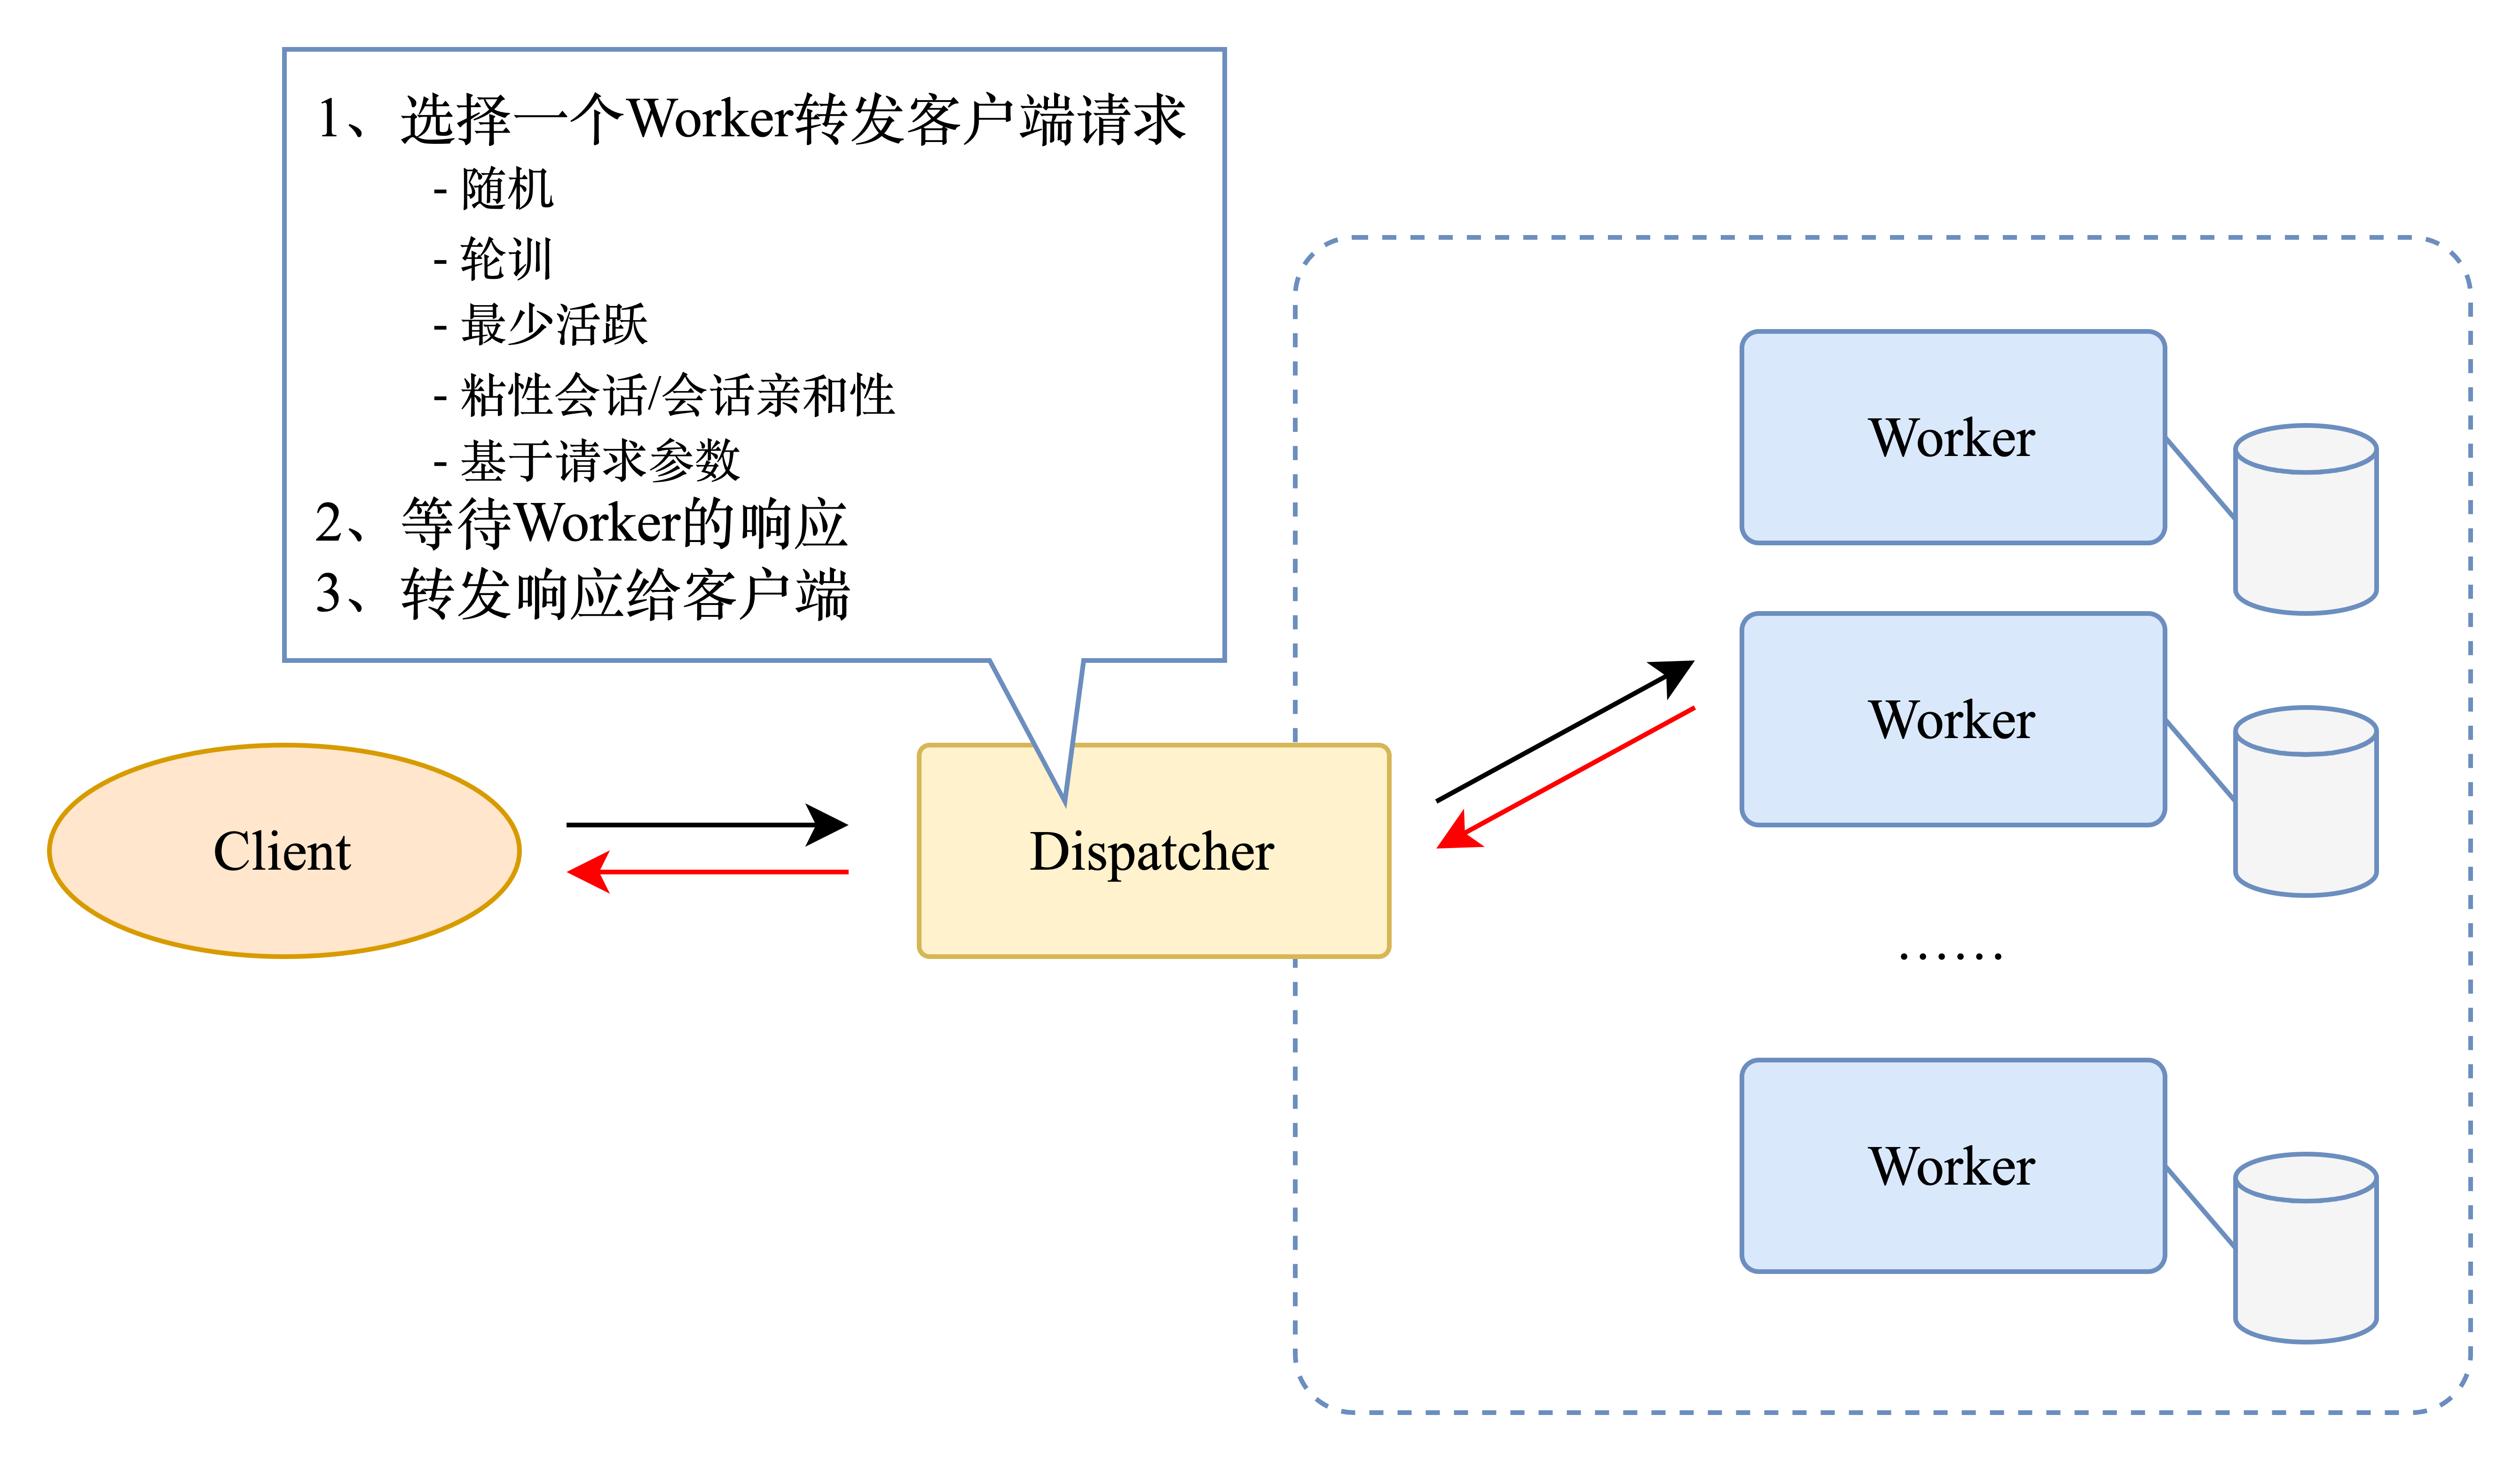 1、 选择一个Worker转发客户端请求
- 随机
- 轮训
- 最少活跃
- 粘性会话/会话亲和性
- 基于请求参数
2、 等待Worker的响应
3、 转发响应给客户端
Worker
Worker
Client
Dispatcher
......
Worker